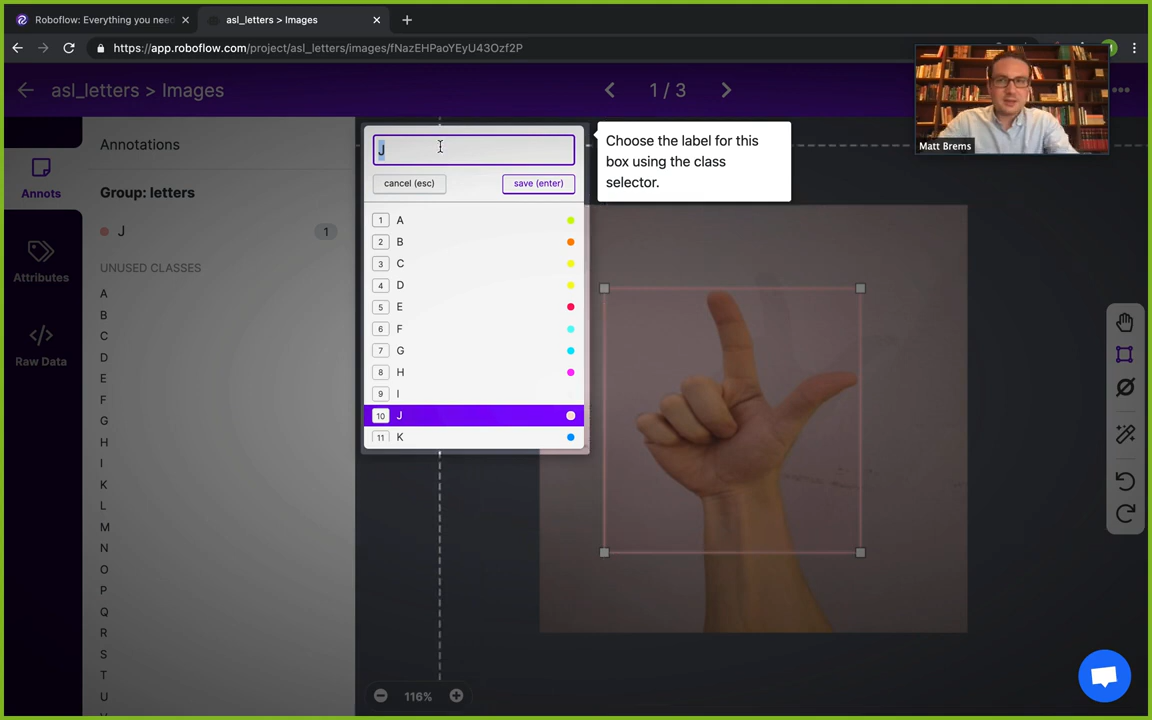 Roboflow: Everything you need
asl_letters > Images
https://app.roboflow.com/project/asl_letters/images/fNazEHPaoYEyU43Ozf2P
asl_letters > Images
1 / 3
Matt Brems
Annots
Attributes
Raw Data
Annotations
Group: letters
J
1
UNUSED CLASSES
A
B
C
D
E
F
G
H
I
K
L
M
N
O
P
Q
R
S
T
U
J
cancel (esc)
save (enter)
1 A
2 B
3 C
4 D
5 E
6 F
7 G
8 H
9 I
10 J
11 K
Choose the label for this
box using the class
selector.
116%